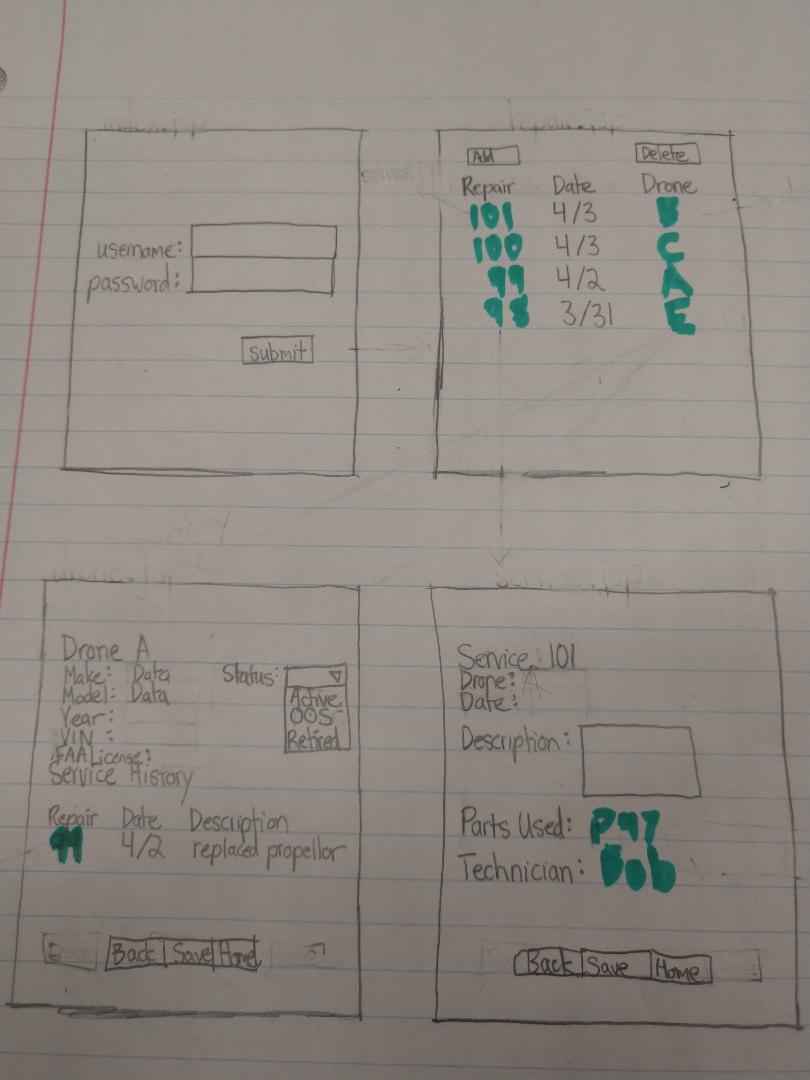 username:
password:
submit
repair.jsp
Add Delete
Repair Date Drone
101 4/3 B
100 4/3 C
99 4/2 A
98 3/31 E
Drone A
Make: Data
Model: Data
Year:
VIN :
FAA License:
Status:
Active
OOS
Retired
Service History
Repair Date Description
99 4/2 replaced propellor
Back Save Home
Service 101
Drone: A
Date:
Description:
Parts Used: P97
Technician: Bob
Back Save Home